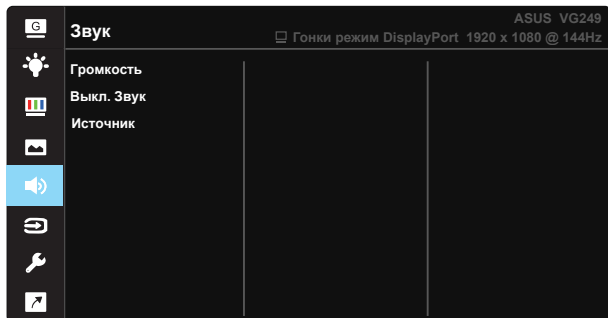 G
Звук
ASUS VG249
Гонки режим DisplayPort 1920 x 1080 @ 144Hz
Громкость
Выкл. Звук
Источник